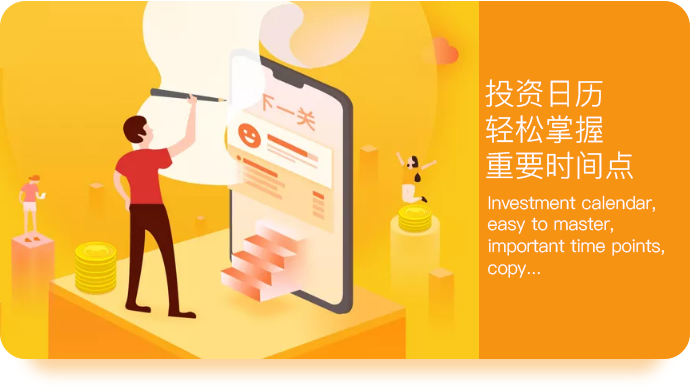 下一关
投资日历
轻松掌握
重要时间点
Investment calendar,
easy to master,
important time points,
copy...